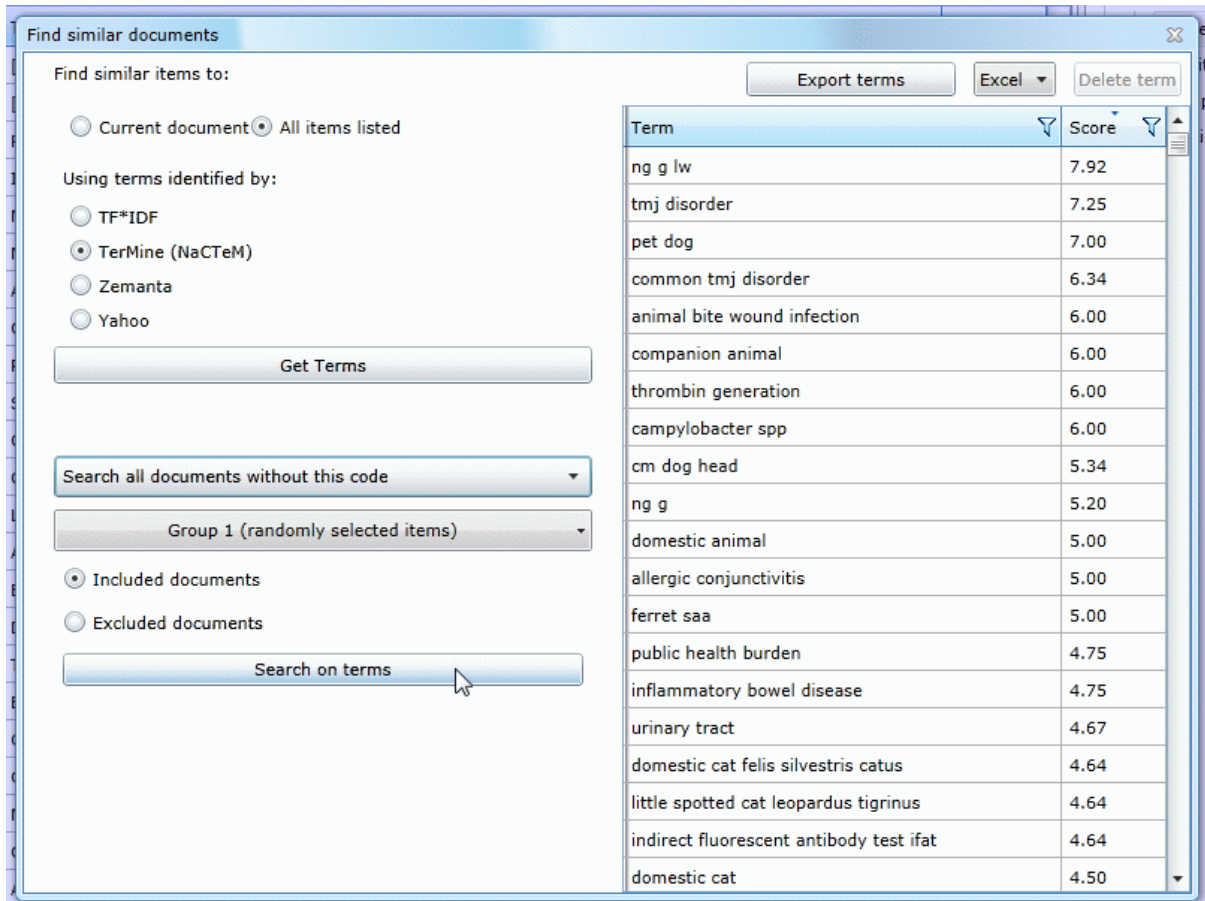 Find similar documents
Find similar items to:
Export terms Excel Delete term
Current document All items listed
Using terms identified by:
TF*IDF
TerMine (NaCTeM)
Zemanta
Yahoo
Get Terms
Search all documents without this code
Group 1 (randomly selected items)
Included documents
Excluded documents
Search on terms
Term Score
ng g lw 7.92
tmj disorder 7.25
pet dog 7.00
common tmj disorder 6.34
animal bite wound infection 6.00
companion animal 6.00
thrombin generation 6.00
campylobacter spp 6.00
cm dog head 5.34
ng g 5.20
domestic animal 5.00
allergic conjunctivitis 5.00
ferret saa 5.00
public health burden 4.75
inflammatory bowel disease 4.75
urinary tract 4.67
domestic cat felis silvestris catus 4.64
little spotted cat leopardus tigrinus 4.64
indirect fluorescent antibody test ifat 4.64
domestic cat 4.50